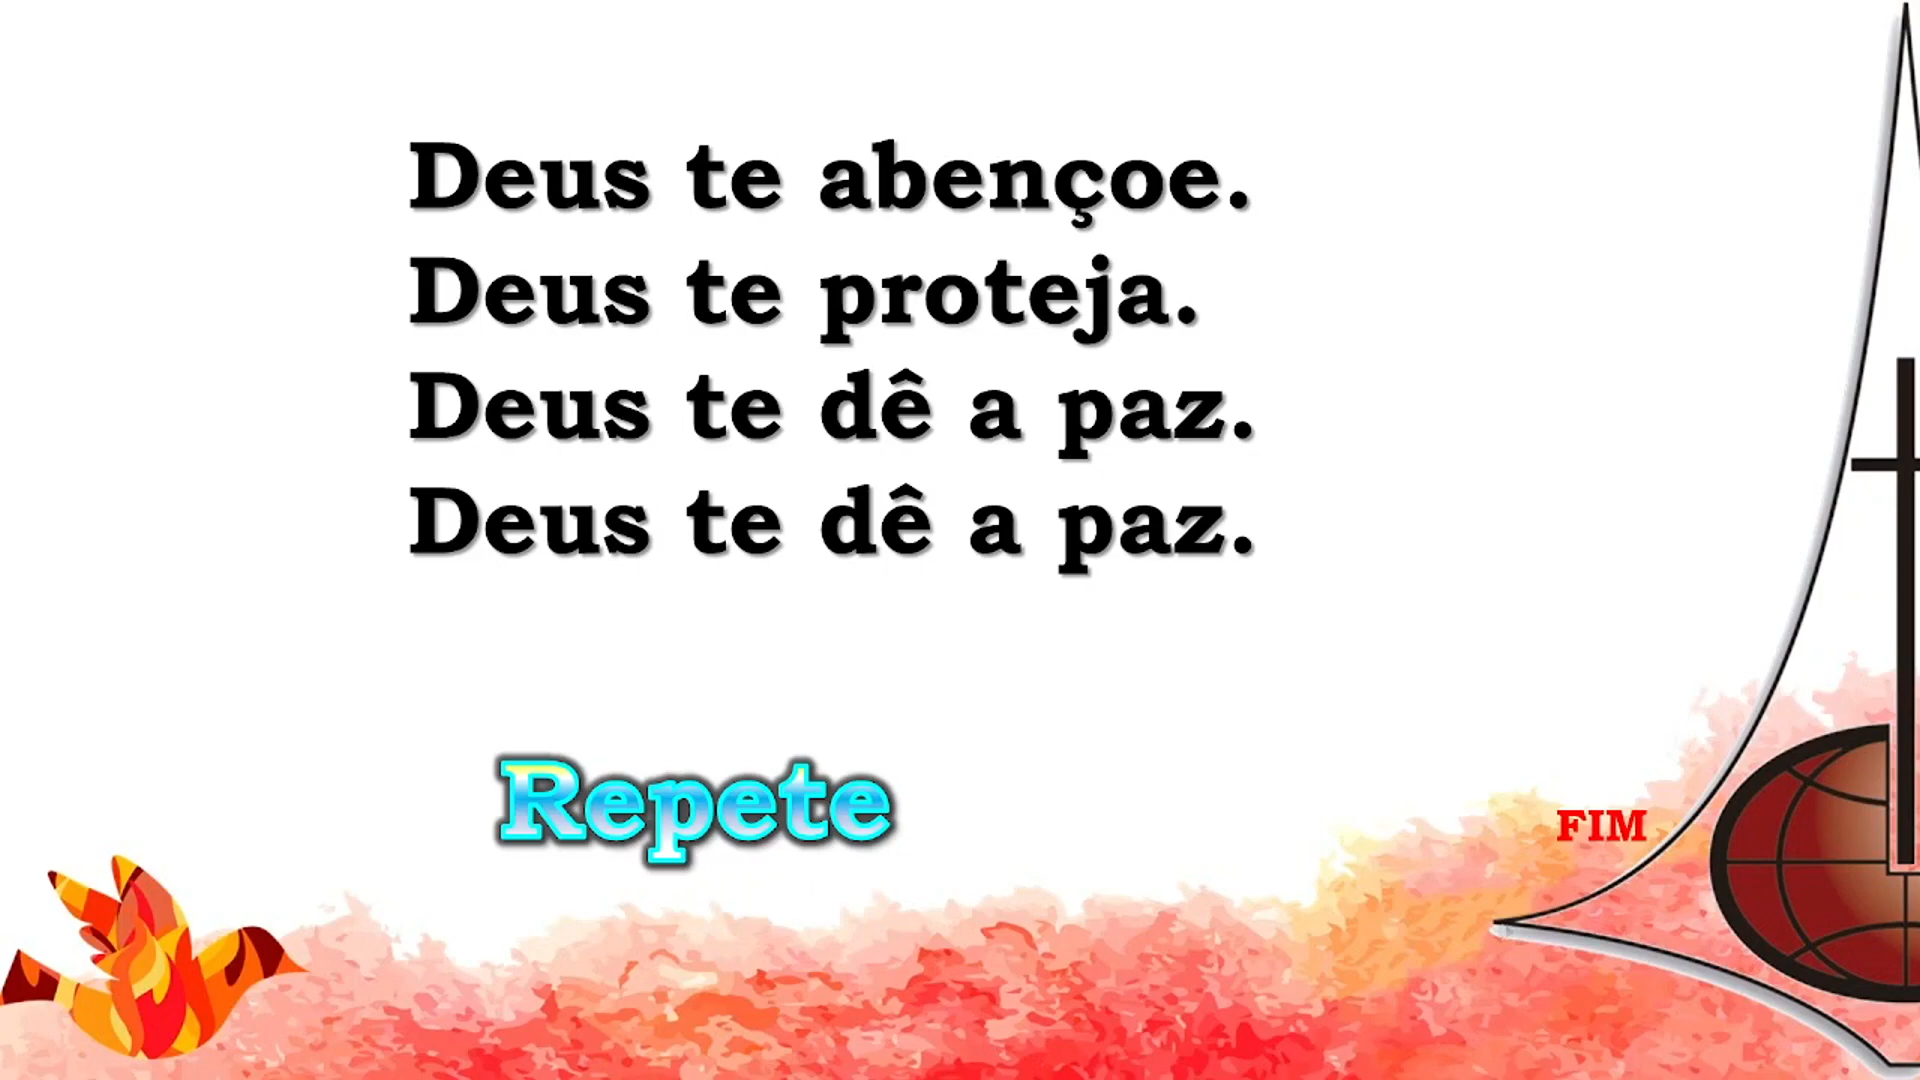 Deus te abençoe.
Deus te proteja.
Deus te dê a paz.
Deus te dê a paz.
Repete
FIM